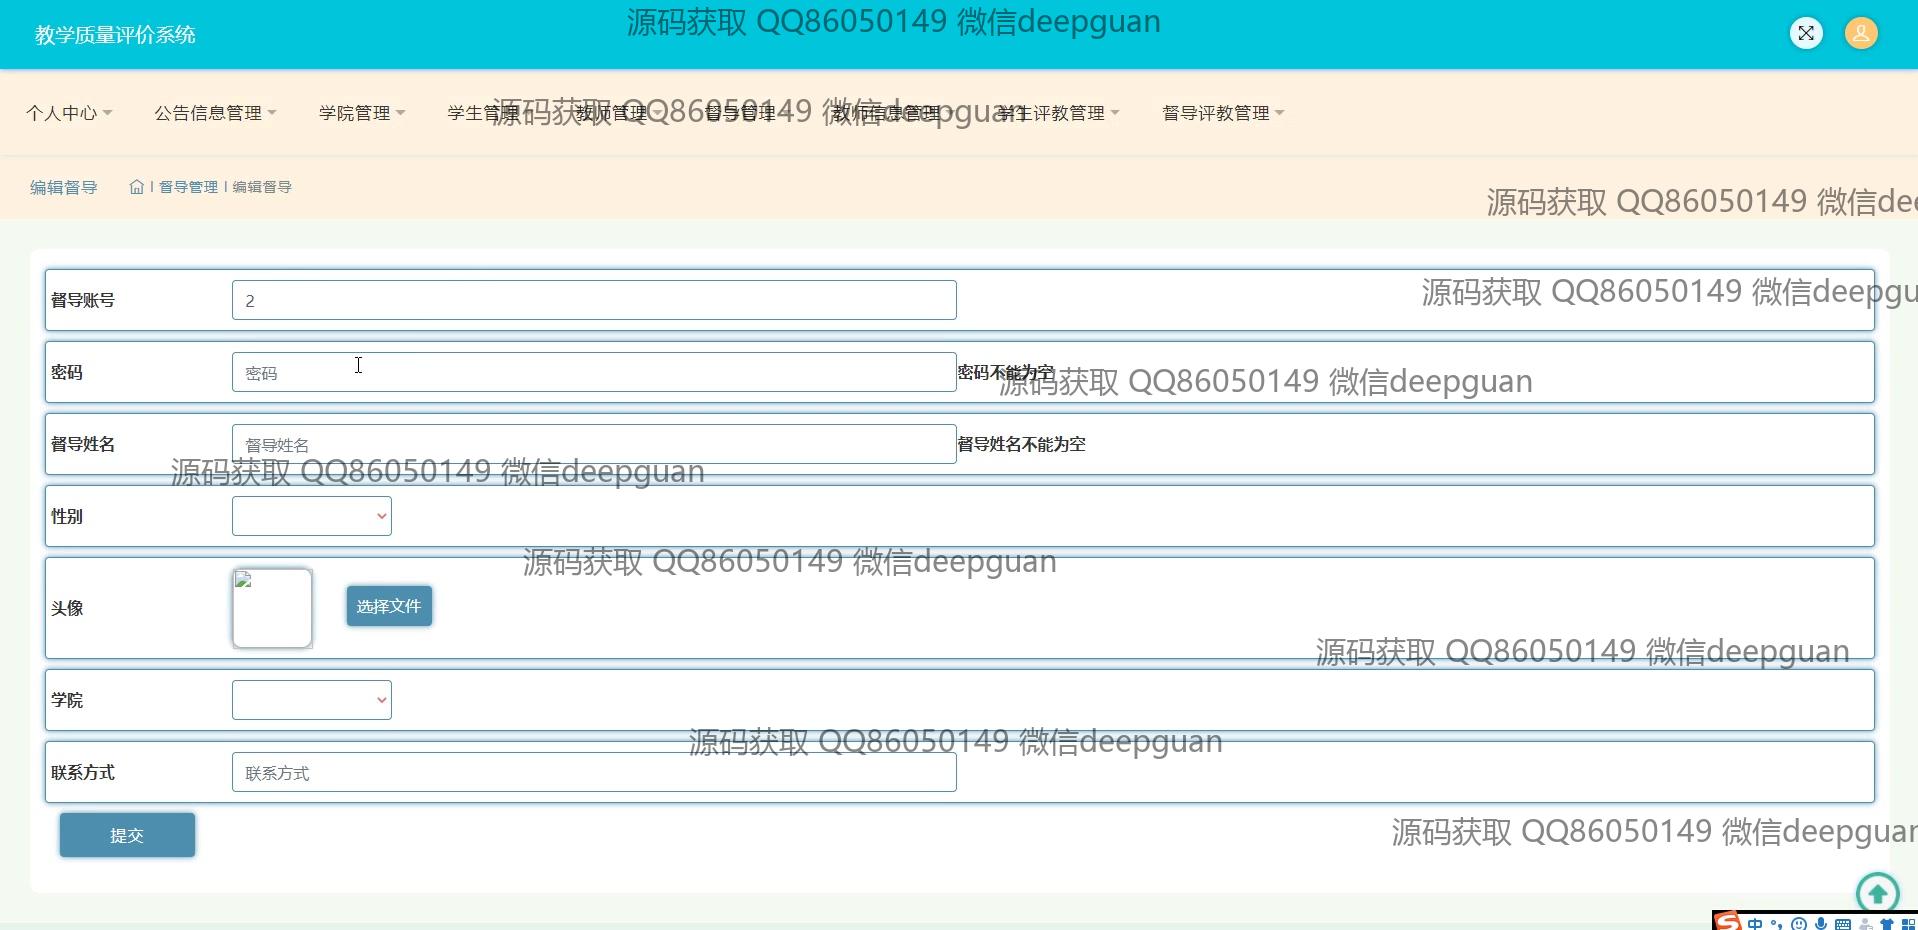 教学质量评价系统
源码获取 QQ86050149 微信deepguan
个人中心 公告信息管理 学院管理 学生管理 教师管理 督导管理 教师信息管理 学生评教管理 督导评教管理
源码获取 QQ86050149 微信deepguan
编辑督导 督导管理 编辑督导
源码获取 QQ86050149 微信dee
督导账号 2
源码获取 QQ86050149 微信deepgu
密码 密码 密码不能为空
源码获取 QQ86050149 微信deepguan
督导姓名 督导姓名 督导姓名不能为空
源码获取 QQ86050149 微信deepguan
性别
源码获取 QQ86050149 微信deepguan
头像 选择文件
源码获取 QQ86050149 微信deepguan
学院
源码获取 QQ86050149 微信deepguan
联系方式 联系方式
提交
源码获取 QQ86050149 微信deepguan
中